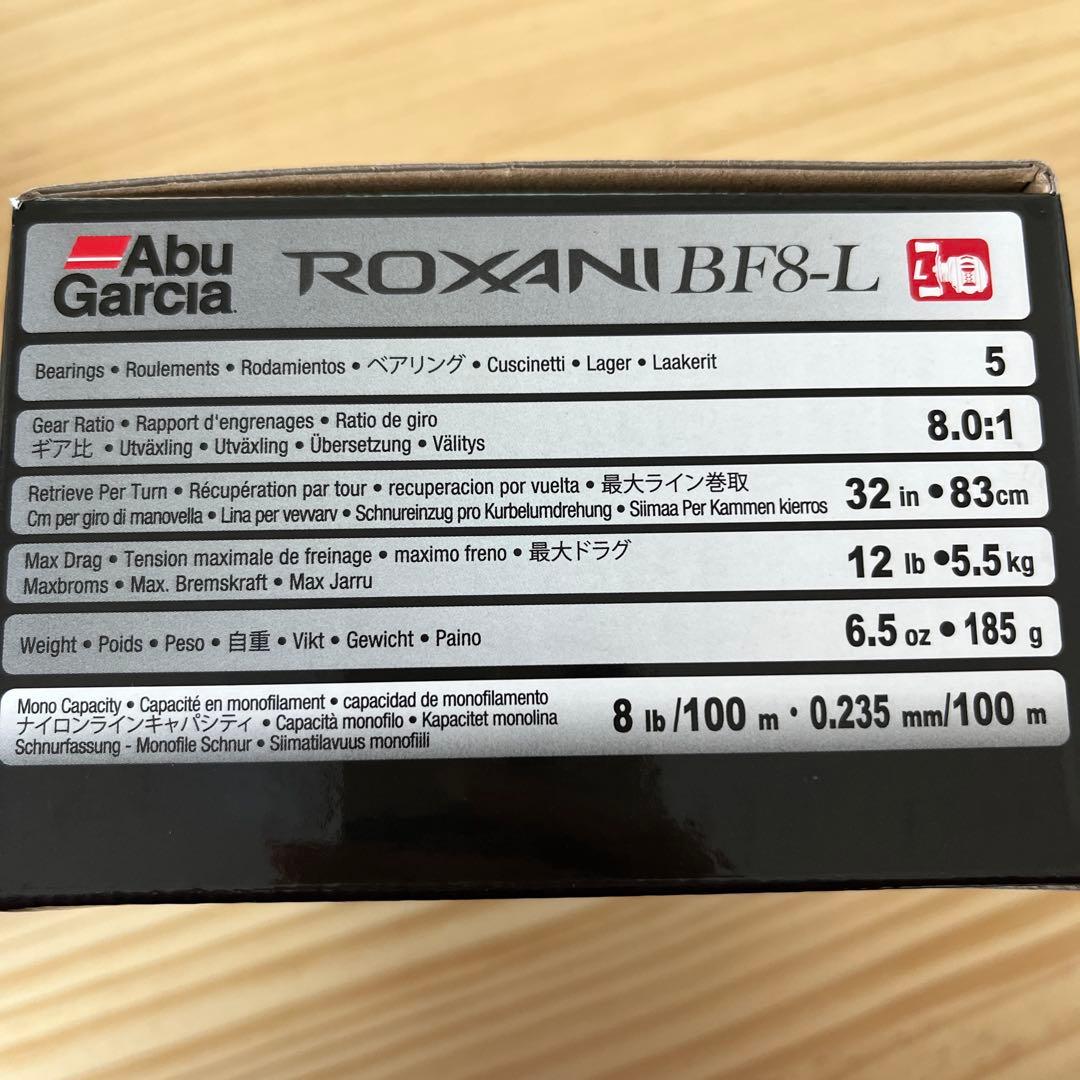 Abu Garcia ROXANI BF8-L L
Bearings • Roulements • Rodamientos • ベアリング • Cuscinetti • Lager • Laakerit 5
Gear Ratio • Rapport d'engrenages • Ratio de giro
ギア比 • Utväxling • Utväxling • Übersetzung • Välitys 8.0:1
Retrieve Per Turn • Récupération par tour • recuperacion por vuelta • 最大ライン巻取
Cm per giro di manovella • Lina per vevvarv • Schnureinzug pro Kurbelumdrehung • Siimaa Per Kammen kierros 32 in • 83cm
Max Drag • Tension maximale de freinage • maximo freno • 最大ドラグ
Maxbroms • Max. Bremskraft • Max Jarru 12 lb •5.5kg
Weight • Poids • Peso • 自重 • Vikt • Gewicht • Paino 6.5 oz • 185 g
Mono Capacity • Capacité en monofilament • capacidad de monofilamento
ナイロンラインキャパシティ • Capacità monofilo • Kapacitet monolina
Schnurfassung - Monofile Schnur • Siimatilavuus monofiili 8 lb/100 m · 0.235 mm/100 m